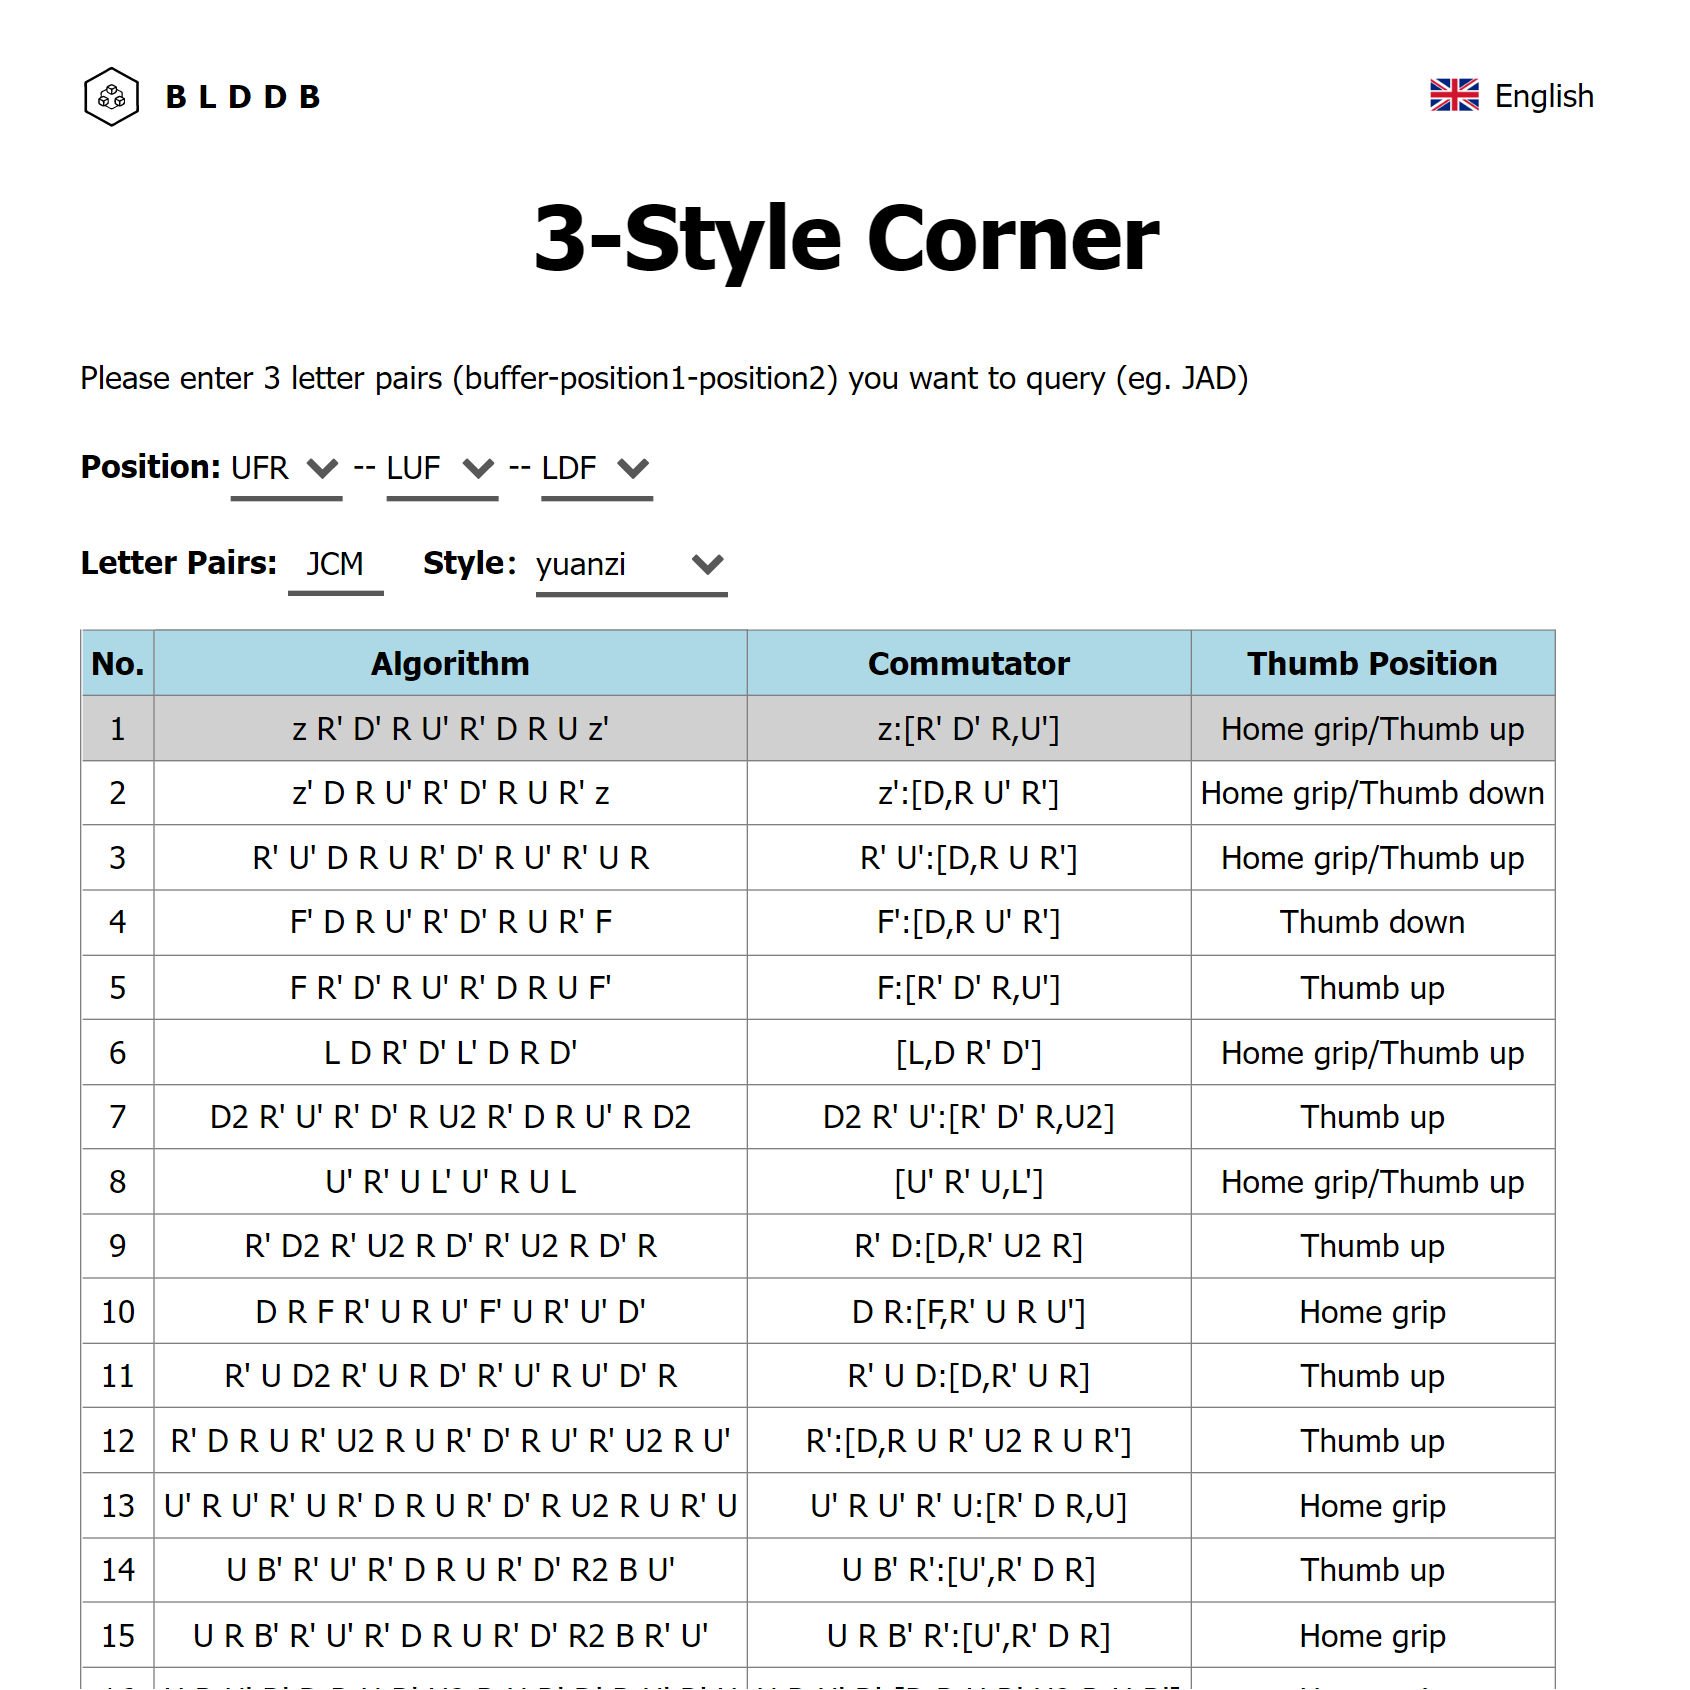 BLDDB
English
3-Style Corner
Please enter 3 letter pairs (buffer-position1-position2) you want to query (eg. JAD)
Position: UFR -- LUF -- LDF
Letter Pairs: JCM Style: yuanzi
No. Algorithm Commutator Thumb Position
1 z R' D' R U' R' D R U z' z:[R' D' R,U'] Home grip/Thumb up
2 z' D R U' R' D' R U R' z z':[D,R U' R'] Home grip/Thumb down
3 R' U' D R U R' D' R U' R' U R R' U':[D,R U R'] Home grip/Thumb up
4 F' D R U' R' D' R U R' F F':[D,R U' R'] Thumb down
5 F R' D' R U' R' D R U F' F:[R' D' R,U'] Thumb up
6 L D R' D' L' D R D' [L,D R' D'] Home grip/Thumb up
7 D2 R' U' R' D' R U2 R' D R U' R D2 D2 R' U':[R' D' R,U2] Thumb up
8 U' R' U L' U' R U L [U' R' U,L'] Home grip/Thumb up
9 R' D2 R' U2 R D' R' U2 R D' R R' D:[D,R' U2 R] Thumb up
10 D R F R' U R U' F' U R' U' D' D R:[F,R' U R U'] Home grip
11 R' U D2 R' U R D' R' U' R U' D' R R' U D:[D,R' U R] Thumb up
12 R' D R U R' U2 R U R' D' R U' R' U2 R U' R':[D,R U R' U2 R U R'] Thumb up
13 U' R U' R' U R' D R U R' D' R U2 R U R' U U' R U' R' U:[R' D R,U] Home grip
14 U B' R' U' R' D R U R' D' R2 B U' U B' R':[U',R' D R] Thumb up
15 U R B' R' U' R' D R U R' D' R2 B R' U' U R B' R':[U',R' D R] Home grip